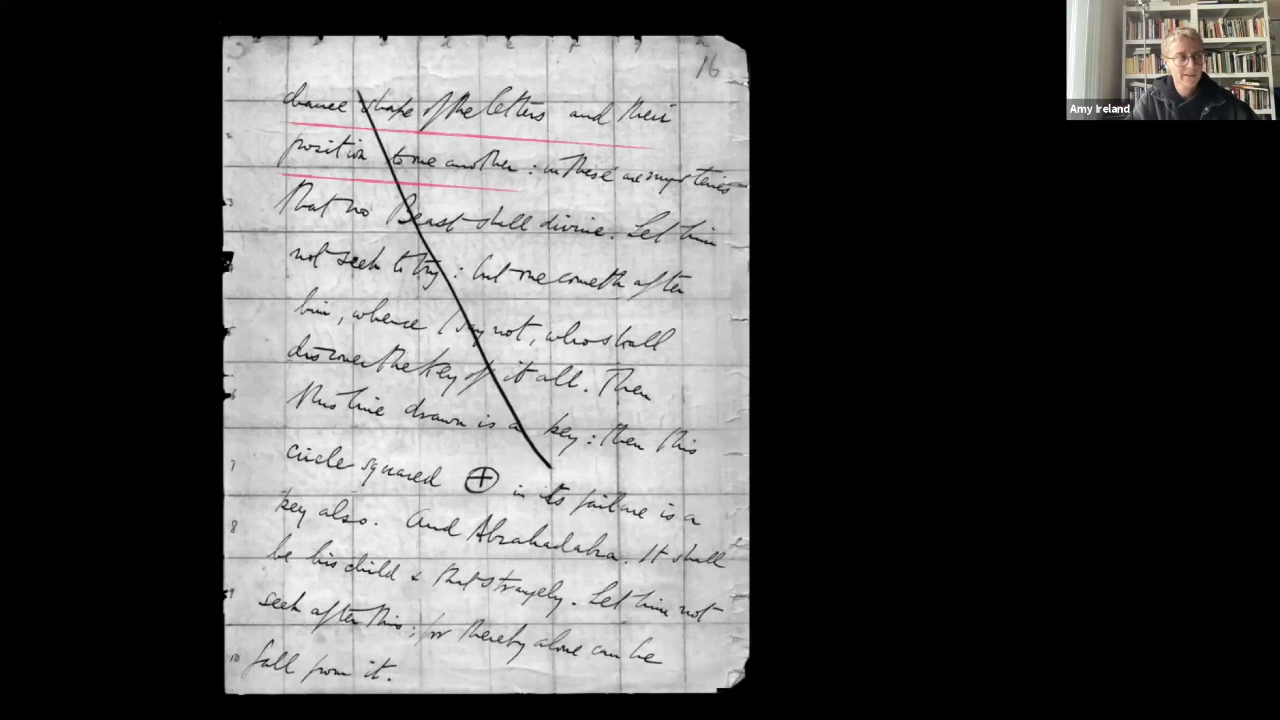 16
chance shape of the letters and their
position to one another: in these are mysteries
that no Beast shall divine. Let him
not seek to try: but one cometh after
him, whence I say not, who shall
discover the Key of it all. Then
this line drawn is a key: then this
circle squared ⊕ in its failure is a
key also. And Abrahadabra. It shall
be his child & that strangely. Let him not
seek after this; for thereby alone can he
fall from it.
Amy Ireland